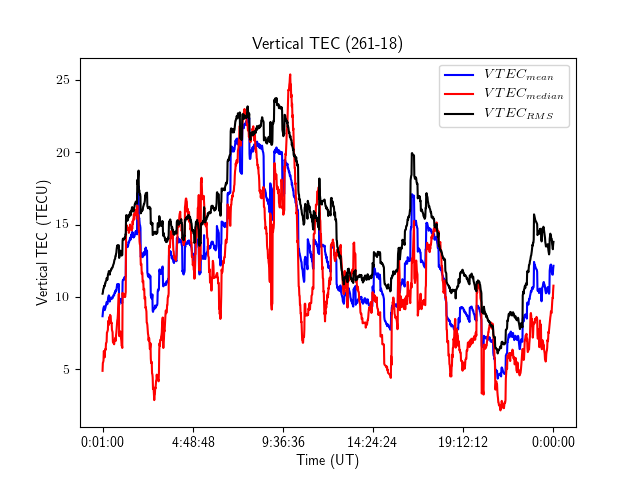 Vertical TEC (261-18)
VTEC_mean
VTEC_median
VTEC_RMS
Vertical TEC (TECU)
25
20
15
10
5
0:01:00 4:48:48 9:36:36 14:24:24 19:12:12 0:00:00
Time (UT)